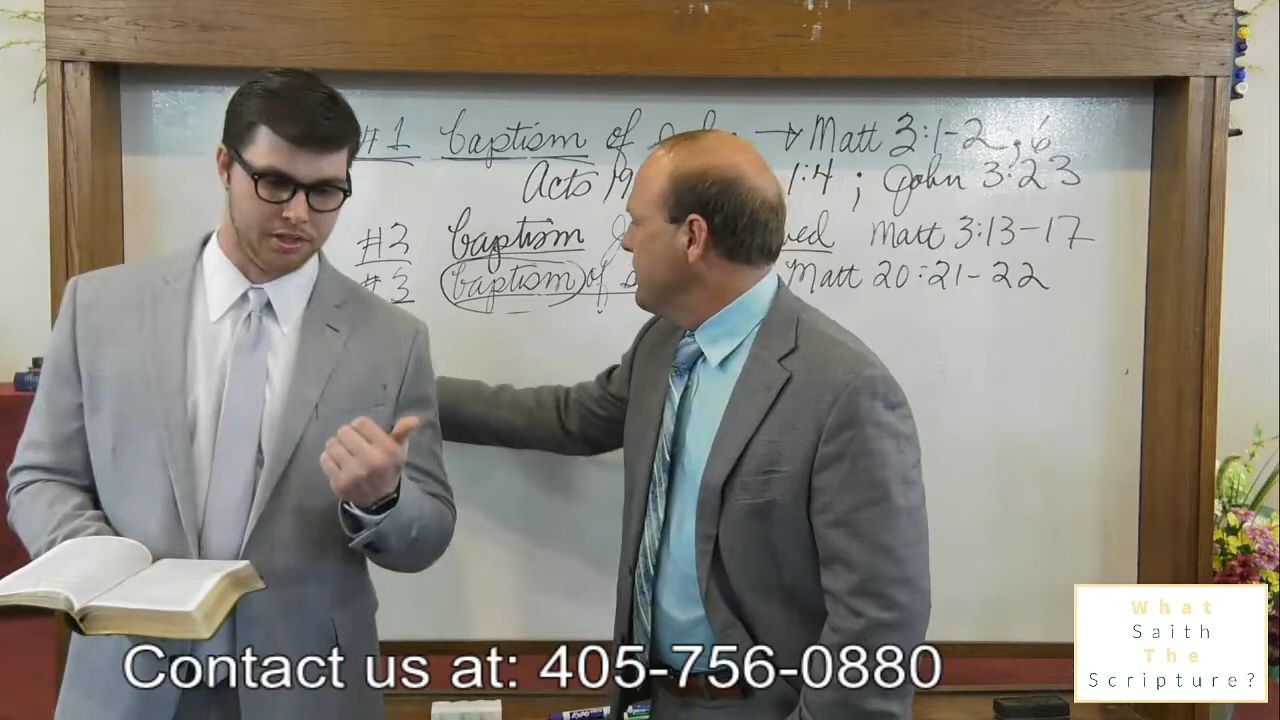 #1 baptism of → Matt 3:1-2,6
Acts 19 1:4 ; John 3:23
#2 baptism Matt 3:13-17
#3 baptism of Matt 20:21-22
Contact us at: 405-756-0880
What
Saith
The
Scripture?